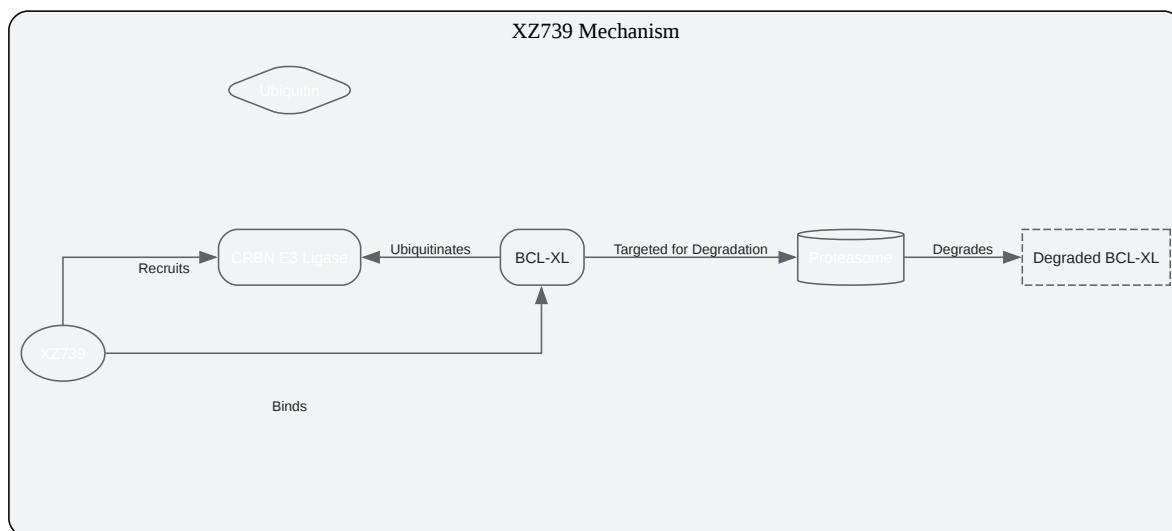 XZ739 Mechanism
Ubiquitin
CRBN E3 Ligase
Ubiquitinates
BCL-XL
Targeted for Degradation
Proteasome
Degrades
Degraded BCL-XL
Recruits
XZ739
Binds